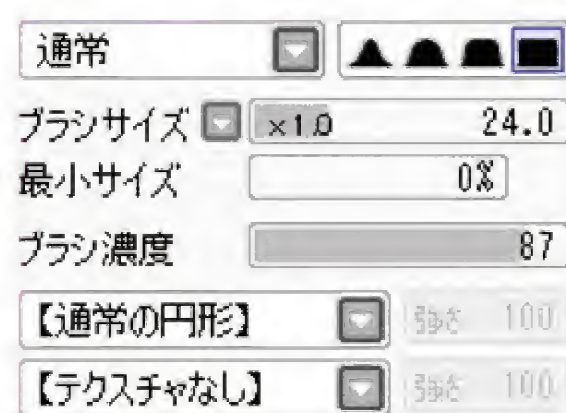 通常
ブラシサイズ ×1.0 24.0
最小サイズ 0%
ブラシ濃度 87
【通常の円形】 強さ 100
【テクスチャなし】 強さ 100